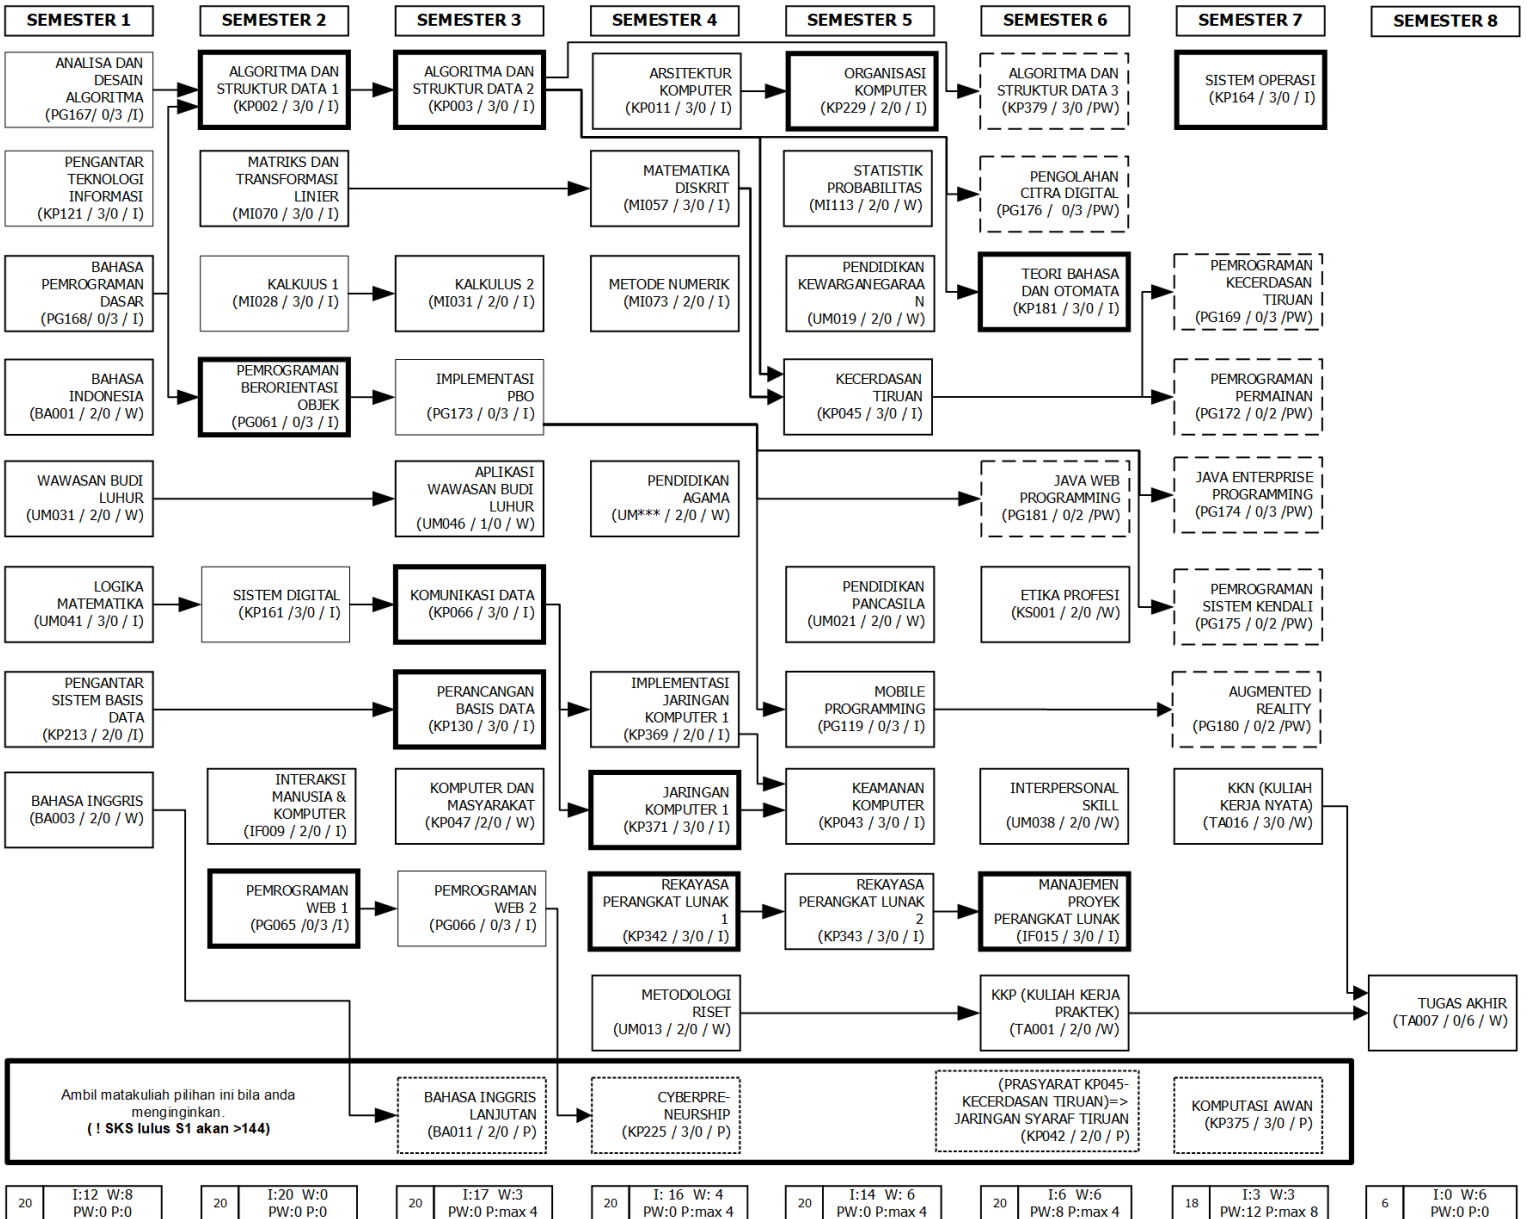 SEMESTER 1
SEMESTER 2
SEMESTER 3
SEMESTER 4
SEMESTER 5
SEMESTER 6
SEMESTER 7
SEMESTER 8
ANALISA DAN
DESAIN
ALGORITMA
(PG167/ 0/3 /I)
ALGORITMA DAN
STRUKTUR DATA 1
(KP002 / 3/0 / I)
ALGORITMA DAN
STRUKTUR DATA 2
(KP003 / 3/0 / I)
ARSITEKTUR
KOMPUTER
(KP011 / 3/0 / I)
ORGANISASI
KOMPUTER
(KP229 / 2/0 / I)
ALGORITMA DAN
STRUKTUR DATA 3
(KP379 / 3/0 /PW)
SISTEM OPERASI
(KP164 / 3/0 / I)
PENGANTAR
TEKNOLOGI
INFORMASI
(KP121 / 3/0 / I)
MATRIKS DAN
TRANSFORMASI
LINIER
(MI070 / 3/0 / I)
MATEMATIKA
DISKRIT
(MI057 / 3/0 / I)
STATISTIK
PROBABILITAS
(MI113 / 2/0 / W)
PENGOLAHAN
CITRA DIGITAL
(PG176 / 0/3 /PW)
BAHASA
PEMROGRAMAN
DASAR
(PG168/ 0/3 / I)
KALKUUS 1
(MI028 / 3/0 / I)
KALKULUS 2
(MI031 / 2/0 / I)
METODE NUMERIK
(MI073 / 2/0 / I)
PENDIDIKAN
KEWARGANEGARAA
N
(UM019 / 2/0 / W)
TEORI BAHASA
DAN OTOMATA
(KP181 / 3/0 / I)
PEMROGRAMAN
KECERDASAN
TIRUAN
(PG169 / 0/3 /PW)
BAHASA
INDONESIA
(BA001 / 2/0 / W)
PEMROGRAMAN
BERORIENTASI
OBJEK
(PG061 / 0/3 / I)
IMPLEMENTASI
PBO
(PG173 / 0/3 / I)
KECERDASAN
TIRUAN
(KP045 / 3/0 / I)
PEMROGRAMAN
PERMAINAN
(PG172 / 0/2 /PW)
WAWASAN BUDI
LUHUR
(UM031 / 2/0 / W)
APLIKASI
WAWASAN BUDI
LUHUR
(UM046 / 1/0 / W)
PENDIDIKAN
AGAMA
(UM*** / 2/0 / W)
JAVA WEB
PROGRAMMING
(PG181 / 0/2 /PW)
JAVA ENTERPRISE
PROGRAMMING
(PG174 / 0/3 /PW)
LOGIKA
MATEMATIKA
(UM041 / 3/0 / I)
SISTEM DIGITAL
(KP161 /3/0 / I)
KOMUNIKASI DATA
(KP066 / 3/0 / I)
PENDIDIKAN
PANCASILA
(UM021 / 2/0 / W)
ETIKA PROFESI
(KS001 / 2/0 /W)
PEMROGRAMAN
SISTEM KENDALI
(PG175 / 0/2 /PW)
PENGANTAR
SISTEM BASIS
DATA
(KP213 / 2/0 /I)
PERANCANGAN
BASIS DATA
(KP130 / 3/0 / I)
IMPLEMENTASI
JARINGAN
KOMPUTER 1
(KP369 / 2/0 / I)
MOBILE
PROGRAMMING
(PG119 / 0/3 / I)
AUGMENTED
REALITY
(PG180 / 0/2 /PW)
BAHASA INGGRIS
(BA003 / 2/0 / W)
INTERAKSI
MANUSIA &
KOMPUTER
(IF009 / 2/0 / I)
KOMPUTER DAN
MASYARAKAT
(KP047 /2/0 / W)
JARINGAN
KOMPUTER 1
(KP371 / 3/0 / I)
KEAMANAN
KOMPUTER
(KP043 / 3/0 / I)
INTERPERSONAL
SKILL
(UM038 / 2/0 /W)
KKN (KULIAH
KERJA NYATA)
(TA016 / 3/0 /W)
PEMROGRAMAN
WEB 1
(PG065 /0/3 /I)
PEMROGRAMAN
WEB 2
(PG066 / 0/3 / I)
REKAYASA
PERANGKAT LUNAK
1
(KP342 / 3/0 / I)
REKAYASA
PERANGKAT LUNAK
2
(KP343 / 3/0 / I)
MANAJEMEN
PROYEK
PERANGKAT LUNAK
(IF015 / 3/0 / I)
METODOLOGI
RISET
(UM013 / 2/0 / W)
KKP (KULIAH KERJA
PRAKTEK)
(TA001 / 2/0 /W)
TUGAS AKHIR
(TA007 / 0/6 / W)
Ambil matakuliah pilihan ini bila anda
menginginkan.
( ! SKS lulus S1 akan >144)
BAHASA INGGRIS
LANJUTAN
(BA011 / 2/0 / P)
CYBERPRE-
NEURSHIP
(KP225 / 3/0 / P)
(PRASYARAT KP045-
KECERDASAN TIRUAN)=>
JARINGAN SYARAF TIRUAN
(KP042 / 2/0 / P)
KOMPUTASI AWAN
(KP375 / 3/0 / P)
20
I:12 W:8
PW:0 P:0
20
I:20 W:0
PW:0 P:0
20
I:17 W:3
PW:0 P:max 4
20
I: 16 W: 4
PW:0 P:max 4
20
I:14 W: 6
PW:0 P:max 4
20
I:6 W:6
PW:8 P:max 4
18
I:3 W:3
PW:12 P:max 8
6
I:0 W:6
PW:0 P:0